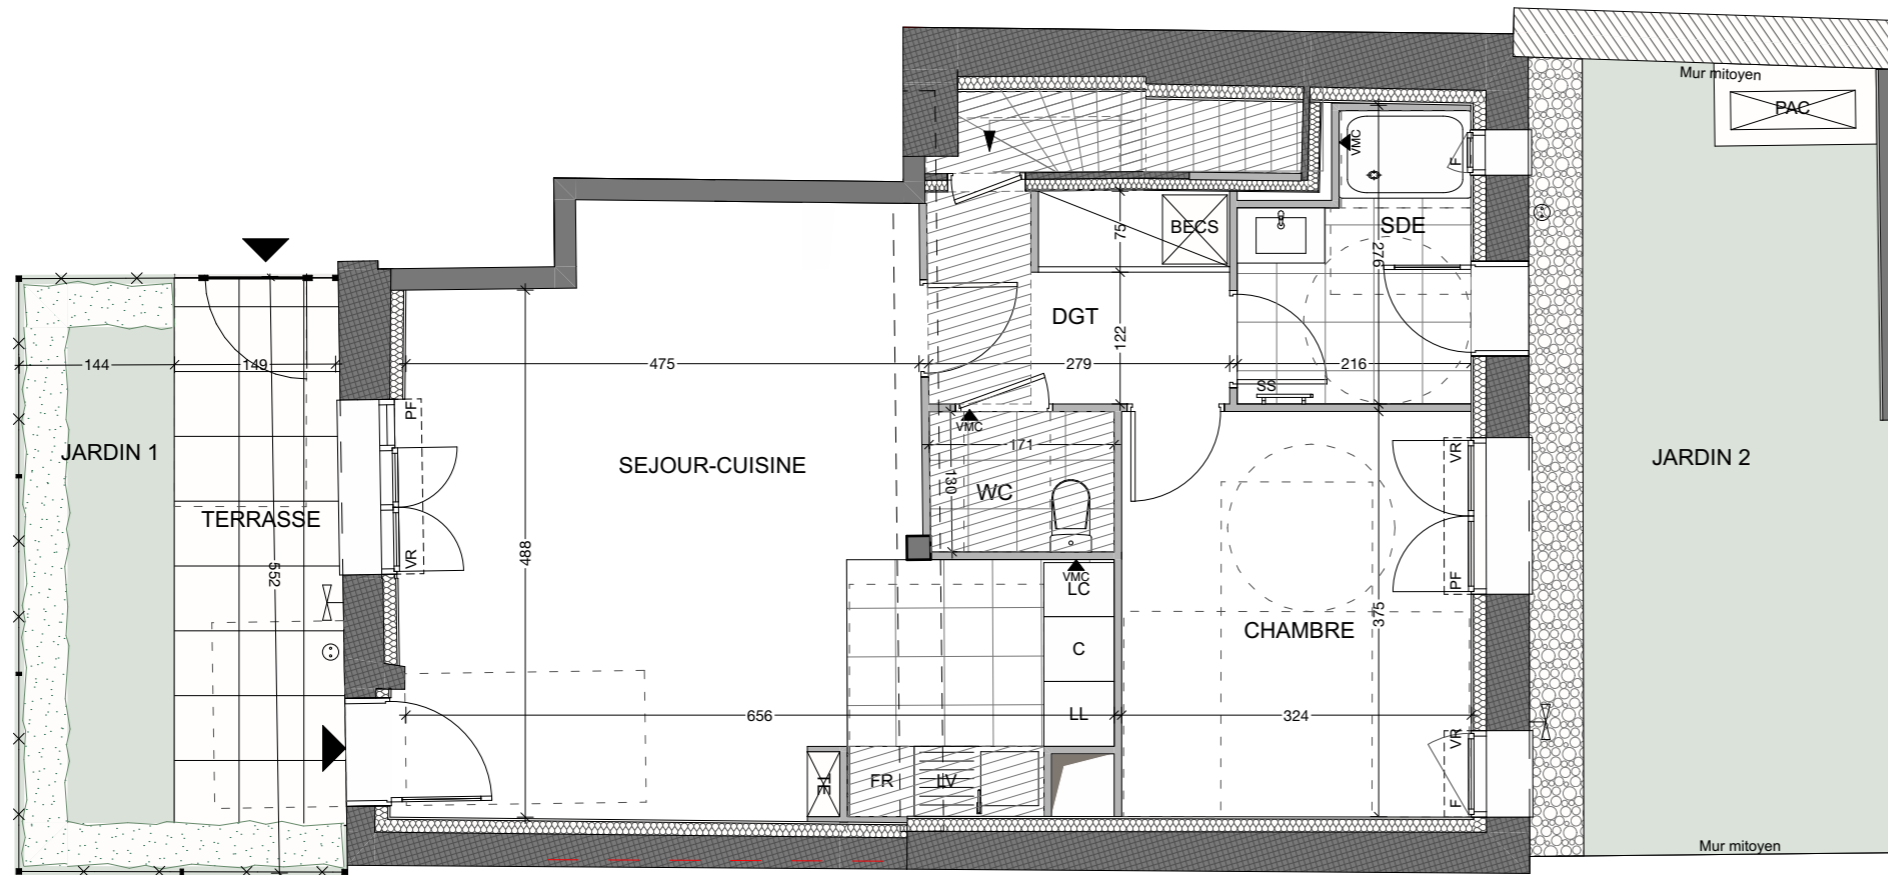 Mur mitoyen
PAC
VMC
F
SDE
276
BECS
75
DGT
122
279
216
SS
144
149
475
PF
VR
JARDIN 1
TERRASSE
552
488
SEJOUR-CUISINE
VMC
171
130
WC
VMC
LC
C
LL
656
TE
FR
LV
CHAMBRE
375
324
VR
PF
VR
F
JARDIN 2
Mur mitoyen